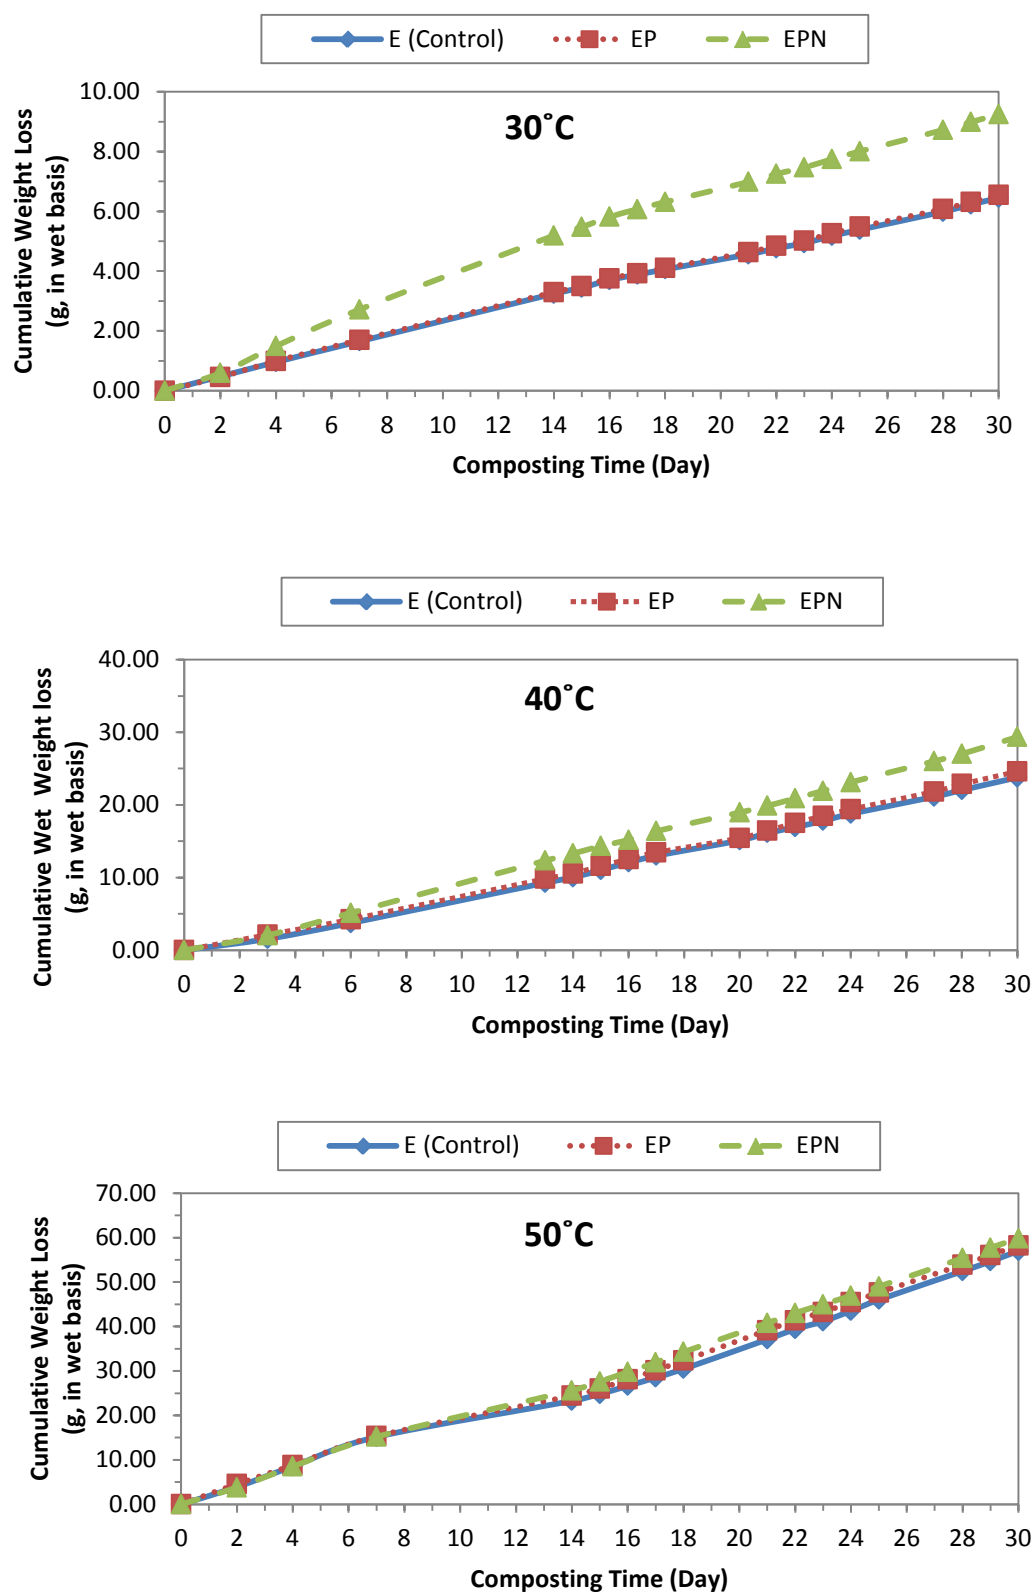 E (Control) EP EPN
30˚C
Cumulative Weight Loss
(g, in wet basis)
10.00
8.00
6.00
4.00
2.00
0.00
0 2 4 6 8 10 12 14 16 18 20 22 24 26 28 30
Composting Time (Day)
E (Control) EP EPN
40˚C
Cumulative Wet Weight loss
(g, in wet basis)
40.00
30.00
20.00
10.00
0.00
0 2 4 6 8 10 12 14 16 18 20 22 24 26 28 30
Composting Time (Day)
E (Control) EP EPN
50˚C
Cumulative Weight Loss
(g, in wet basis)
70.00
60.00
50.00
40.00
30.00
20.00
10.00
0.00
0 2 4 6 8 10 12 14 16 18 20 22 24 26 28 30
Composting Time (Day)